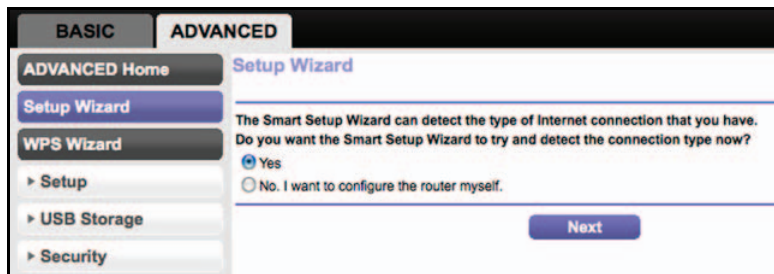 BASIC
ADVANCED
ADVANCED Home
Setup Wizard
WPS Wizard
Setup
USB Storage
Security
Setup Wizard
The Smart Setup Wizard can detect the type of Internet connection that you have.
Do you want the Smart Setup Wizard to try and detect the connection type now?
Yes
No. I want to configure the router myself.
Next